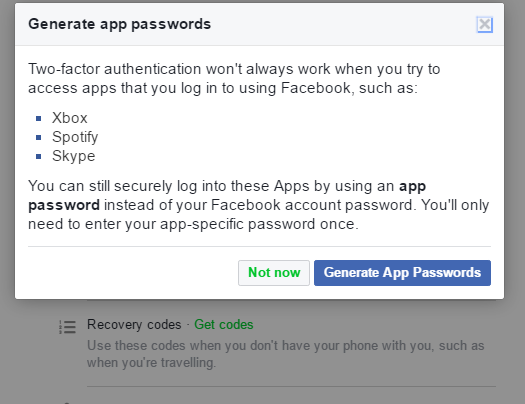 Generate app passwords
Two-factor authentication won't always work when you try to
access apps that you log in to using Facebook, such as:
Xbox
Spotify
Skype
You can still securely log into these Apps by using an app
password instead of your Facebook account password. You'll only
need to enter your app-specific password once.
Not now Generate App Passwords
Recovery codes · Get codes
Use these codes when you don't have your phone with you, such as
when you're travelling.